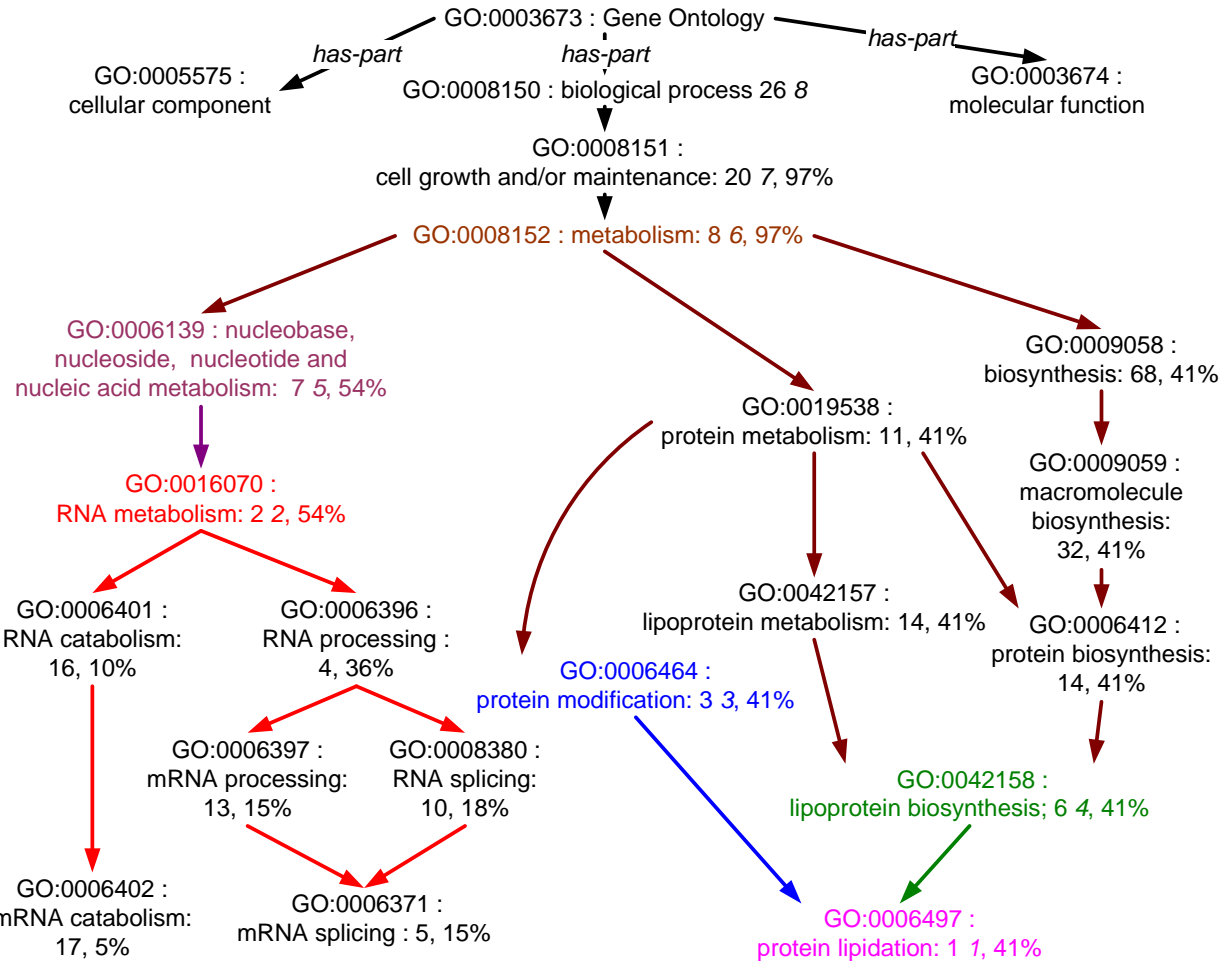 GO:0003673 : Gene Ontology
has-part
has-part
has-part
GO:0005575 :
cellular component
GO:0008150 : biological process 26 8
GO:0003674 :
molecular function
GO:0008151 :
cell growth and/or maintenance: 20 7, 97%
GO:0008152 : metabolism: 8 6, 97%
GO:0006139 : nucleobase,
nucleoside, nucleotide and
nucleic acid metabolism: 7 5, 54%
GO:0009058 :
biosynthesis: 68, 41%
GO:0019538 :
protein metabolism: 11, 41%
GO:0009059 :
macromolecule
biosynthesis:
32, 41%
GO:0016070 :
RNA metabolism: 2 2, 54%
GO:0006401 :
RNA catabolism:
16, 10%
GO:0006396 :
RNA processing :
4, 36%
GO:0042157 :
lipoprotein metabolism: 14, 41%
GO:0006412 :
protein biosynthesis:
14, 41%
GO:0006464 :
protein modification: 3 3, 41%
GO:0006397 :
mRNA processing:
13, 15%
GO:0008380 :
RNA splicing:
10, 18%
GO:0042158 :
lipoprotein biosynthesis; 6 4, 41%
GO:0006402 :
mRNA catabolism:
17, 5%
GO:0006371 :
mRNA splicing : 5, 15%
GO:0006497 :
protein lipidation: 1 1, 41%